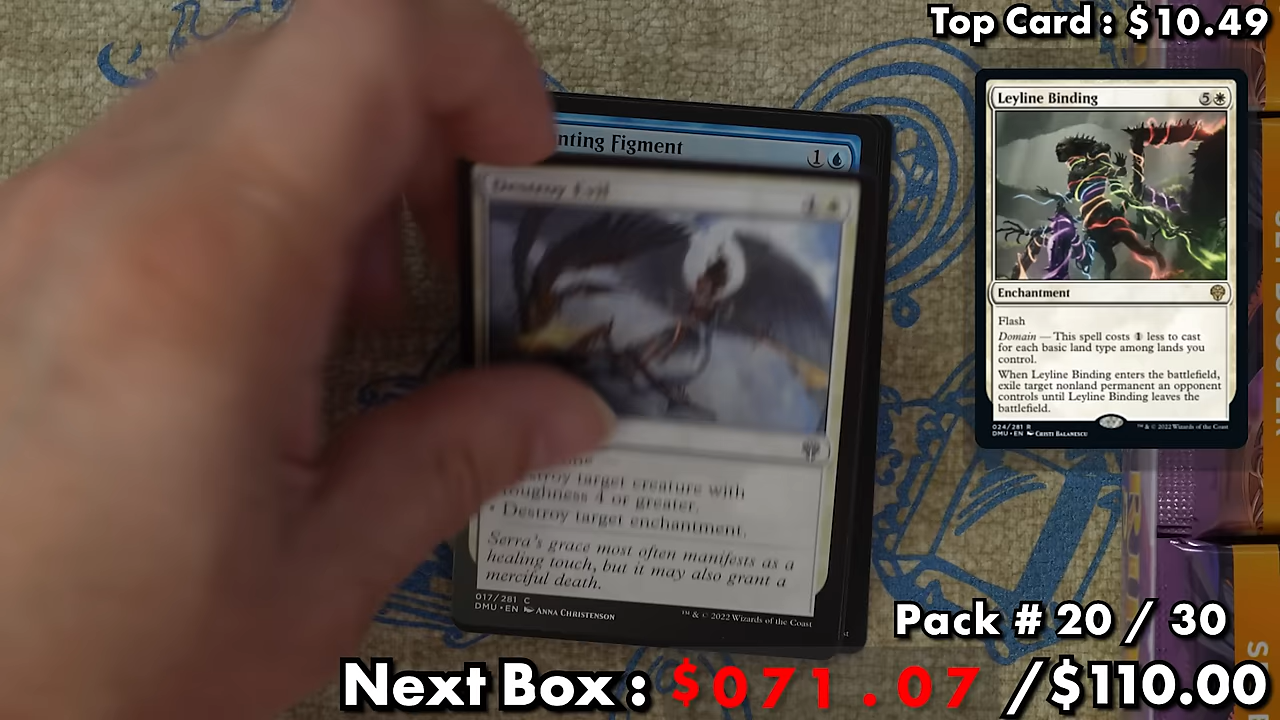 Top Card : $10.49
Leyline Binding 5
Enchantment
Flash
Domain — This spell costs 1 less to cast
for each basic land type among lands you
control.
When Leyline Binding enters the battlefield,
exile target nonland permanent an opponent
controls until Leyline Binding leaves the
battlefield.
024/281 R
DMU • EN CRISTI BALANESCU ™ & © 2022 Wizards of the Coast
nting Figment 1
Destroy Evil 1
toughness 4 or greater.
• Destroy target enchantment.
Serra's grace most often manifests as a
healing touch, but it may also grant a
merciful death.
017/281 C
DMU • EN ANNA CHRISTENSON ™ & © 2022 Wizards of the Coast
Pack # 20 / 30
Next Box : $071.07 /$110.00